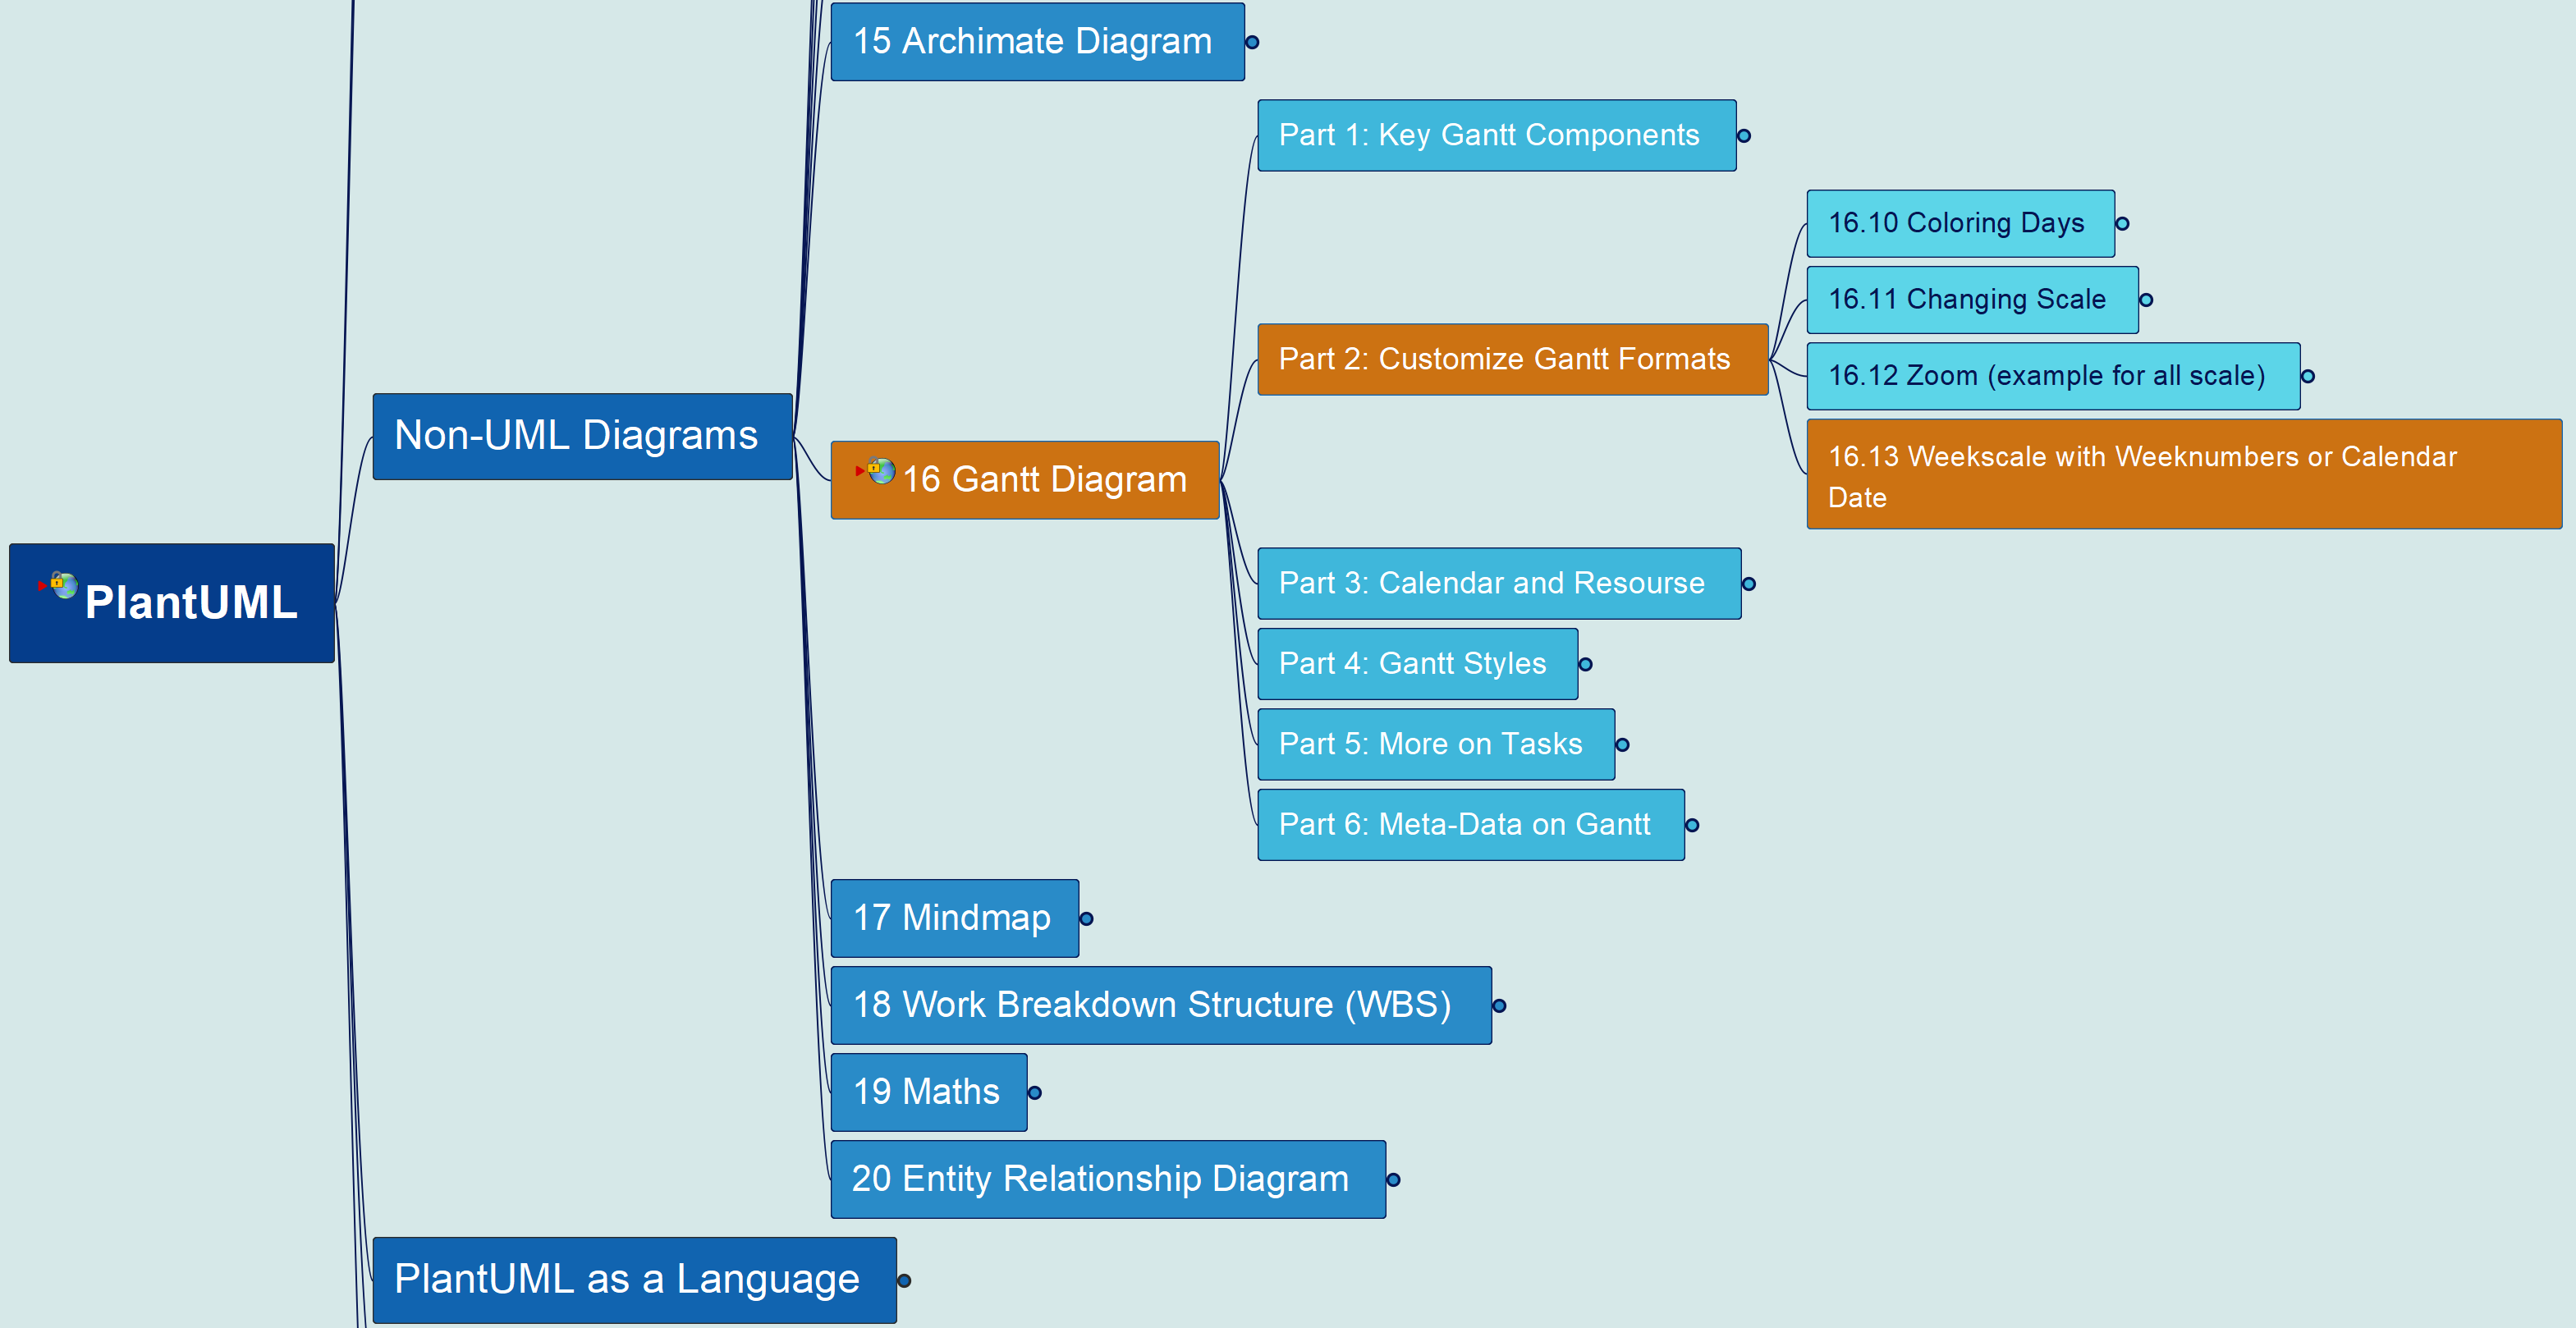 15 Archimate Diagram
Part 1: Key Gantt Components
16.10 Coloring Days
16.11 Changing Scale
Part 2: Customize Gantt Formats
16.12 Zoom (example for all scale)
Non-UML Diagrams
16 Gantt Diagram
16.13 Weekscale with Weeknumbers or Calendar
Date
PlantUML
Part 3: Calendar and Resourse
Part 4: Gantt Styles
Part 5: More on Tasks
Part 6: Meta-Data on Gantt
17 Mindmap
18 Work Breakdown Structure (WBS)
19 Maths
20 Entity Relationship Diagram
PlantUML as a Language